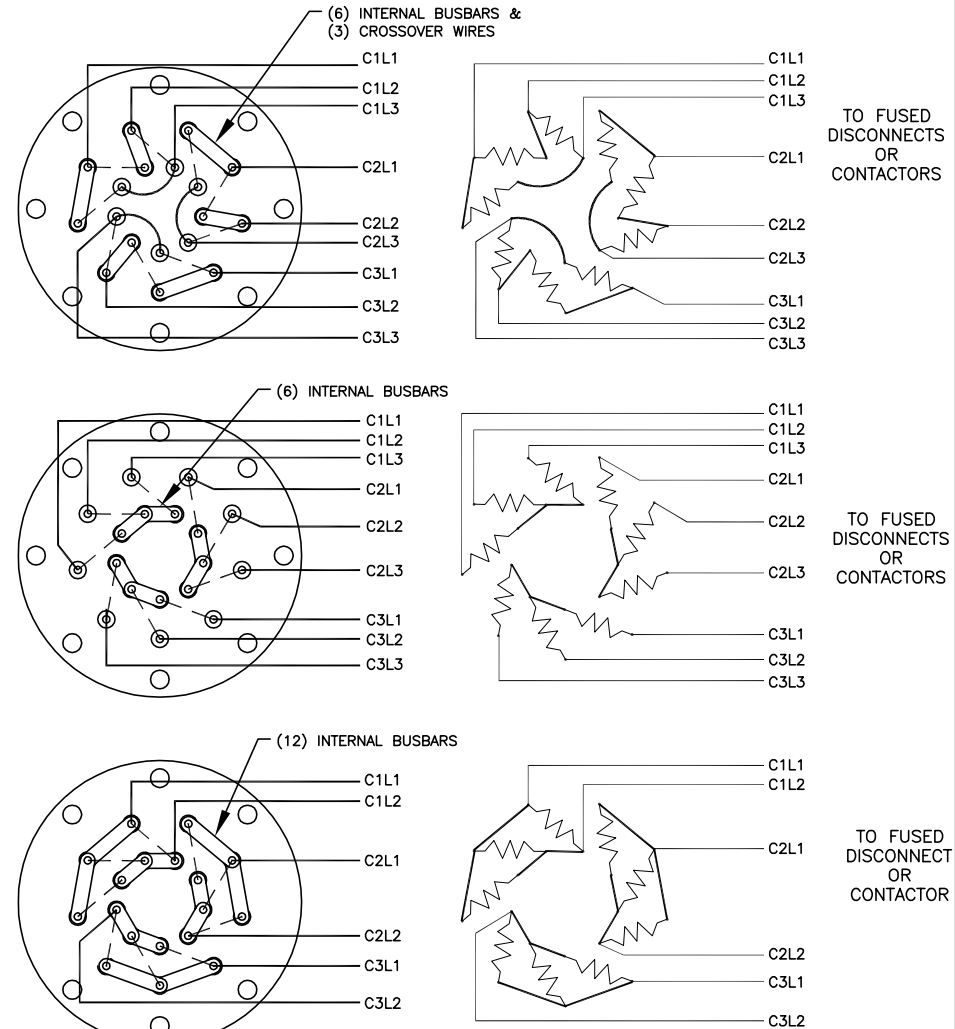 (6) INTERNAL BUSBARS &
(3) CROSSOVER WIRES
C1L1
C1L2
C1L3
C2L1
C2L2
C2L3
C3L1
C3L2
C3L3
C1L1
C1L2
C1L3
C2L1
C2L2
C2L3
C3L1
C3L2
C3L3
TO FUSED
DISCONNECTS
OR
CONTACTORS
(6) INTERNAL BUSBARS
C1L1
C1L2
C1L3
C2L1
C2L2
C2L3
C3L1
C3L2
C3L3
C1L1
C1L2
C1L3
C2L1
C2L2
C2L3
C3L1
C3L2
C3L3
TO FUSED
DISCONNECTS
OR
CONTACTORS
(12) INTERNAL BUSBARS
C1L1
C1L2
C2L1
C2L2
C3L1
C3L2
C1L1
C1L2
C2L1
C2L2
C3L1
C3L2
TO FUSED
DISCONNECT
OR
CONTACTOR